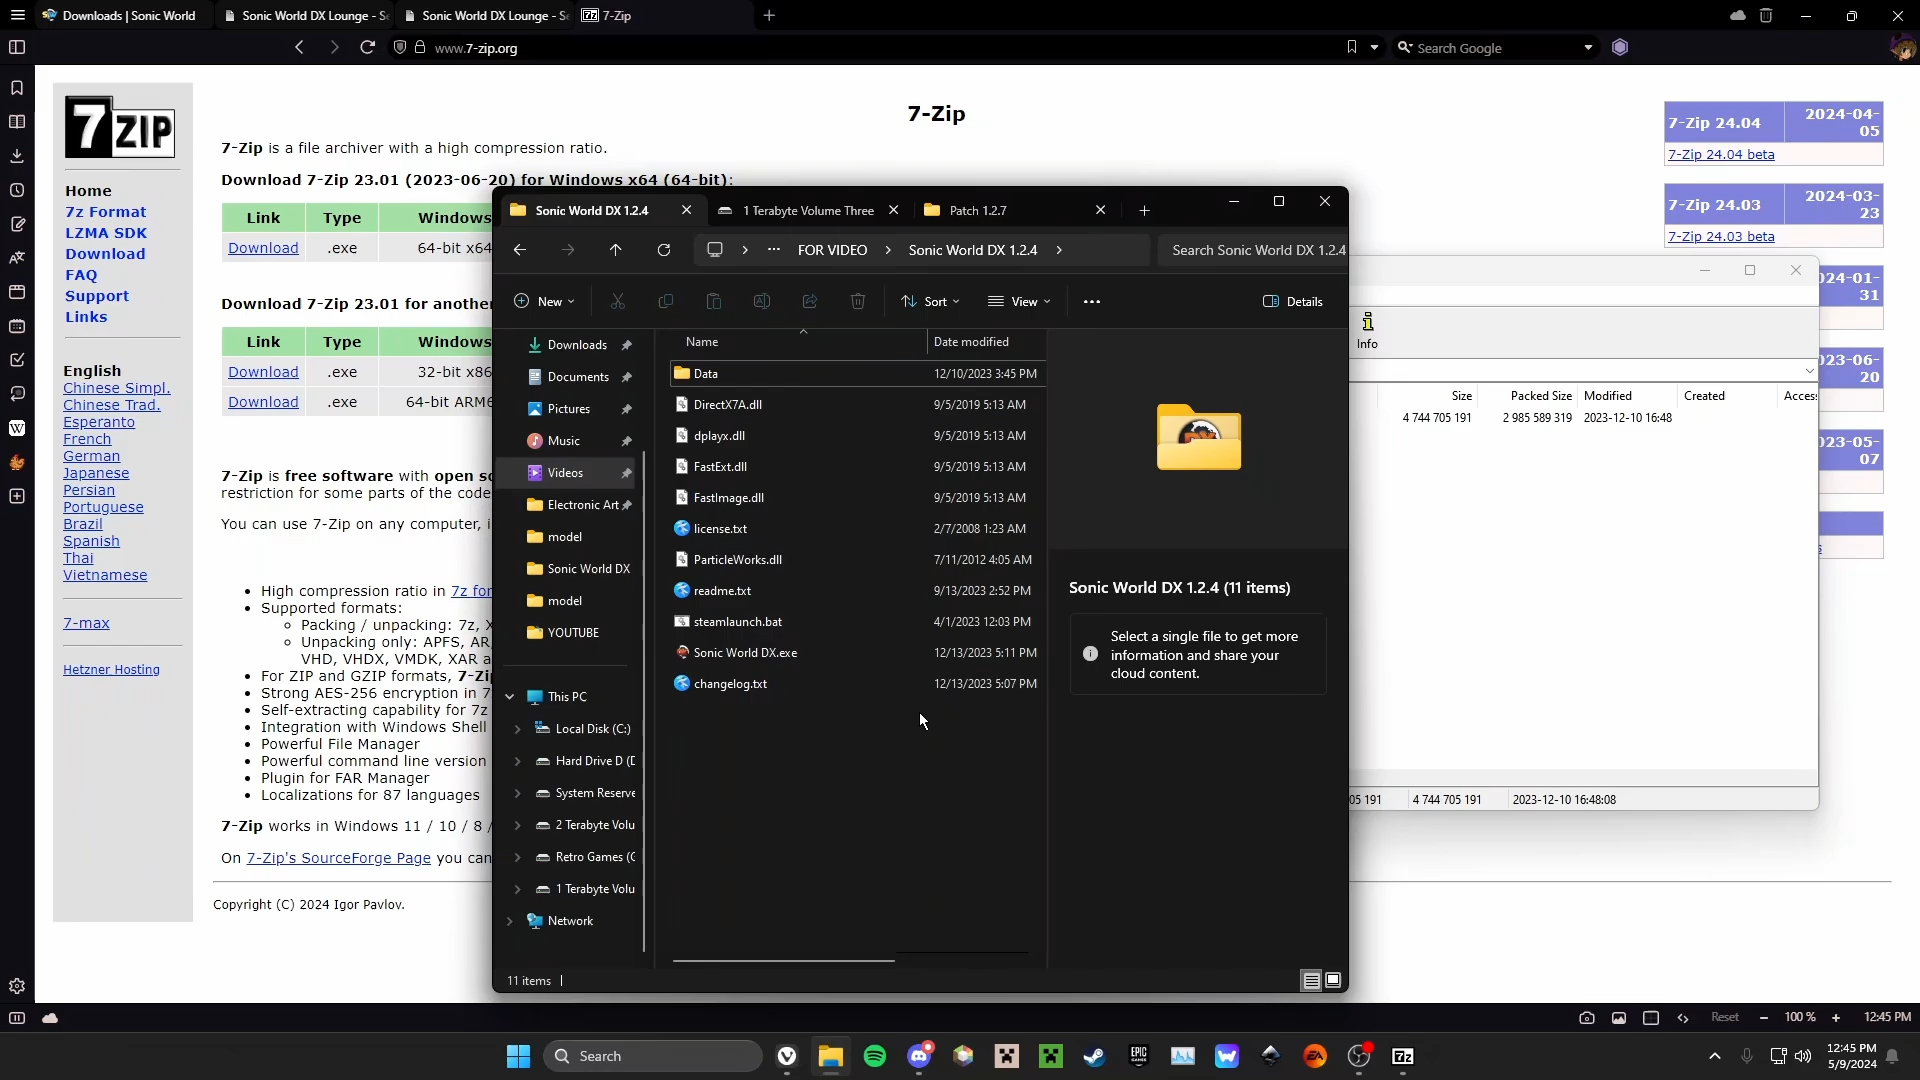 Downloads | Sonic World
Sonic World DX Lounge - S
Sonic World DX Lounge - S
7-Zip
www.7-zip.org
Search Google
7ZIP
Home
7z Format
LZMA SDK
Download
FAQ
Support
Links
English
Chinese Simpl.
Chinese Trad.
Esperanto
French
German
Japanese
Persian
Portuguese
Brazil
Spanish
Thai
Vietnamese
7-max
Hetzner Hosting
7-Zip
7-Zip is a file archiver with a high compression ratio.
Download 7-Zip 23.01 (2023-06-20) for Windows x64 (64-bit):
Link Type Windows
Download .exe 64-bit x64
Download 7-Zip 23.01 for another
Link Type Windows
Download .exe 32-bit x86
Download .exe 64-bit ARM6
7-Zip is free software with open so
restriction for some parts of the code
You can use 7-Zip on any computer, i
High compression ratio in 7z for
Supported formats:
Packing / unpacking: 7z, X
Unpacking only: APFS, AR,
VHD, VHDX, VMDK, XAR a
For ZIP and GZIP formats, 7-Zi
Strong AES-256 encryption in 7
Self-extracting capability for 7z
Integration with Windows Shell
Powerful File Manager
Powerful command line version
Plugin for FAR Manager
Localizations for 87 languages
7-Zip works in Windows 11 / 10 / 8 /
On 7-Zip's SourceForge Page you can
Copyright (C) 2024 Igor Pavlov.
7-Zip 24.04 2024-04-05
7-Zip 24.04 beta
7-Zip 24.03 2024-03-23
7-Zip 24.03 beta
024-01-31
023-06-20
023-05-07
Sonic World DX 1.2.4
1 Terabyte Volume Three
Patch 1.2.7
FOR VIDEO
Sonic World DX 1.2.4
Search Sonic World DX 1.2.4
New
Sort
View
Details
Downloads
Documents
Pictures
Music
Videos
Electronic Art
model
Sonic World DX
model
YOUTUBE
This PC
Local Disk (C:)
Hard Drive D (D
System Reserve
2 Terabyte Volu
Retro Games (G
1 Terabyte Volu
Network
Name Date modified
Data 12/10/2023 3:45 PM
DirectX7A.dll 9/5/2019 5:13 AM
dplayx.dll 9/5/2019 5:13 AM
FastExt.dll 9/5/2019 5:13 AM
FastImage.dll 9/5/2019 5:13 AM
license.txt 2/7/2008 1:23 AM
ParticleWorks.dll 7/11/2012 4:05 AM
readme.txt 9/13/2023 2:52 PM
steamlaunch.bat 4/1/2023 12:03 PM
Sonic World DX.exe 12/13/2023 5:11 PM
changelog.txt 12/13/2023 5:07 PM
Sonic World DX 1.2.4 (11 items)
Select a single file to get more
information and share your
cloud content.
11 items
Info
Size Packed Size Modified Created Acces
4 744 705 191 2 985 589 319 2023-12-10 16:48
05 191 4 744 705 191 2023-12-10 16:48:08
Reset 100 % 12:45 PM
Search
12:45 PM
5/9/2024